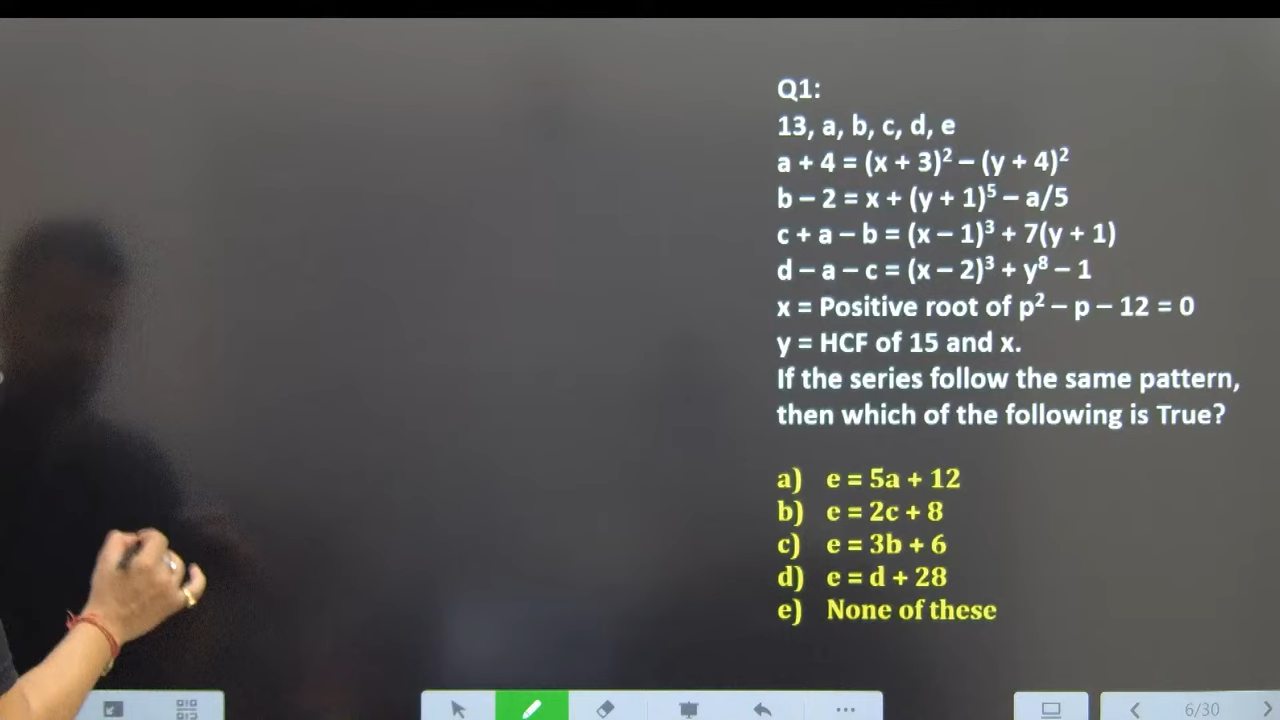 Q1:
13, a, b, c, d, e
a + 4 = (x + 3)² – (y + 4)²
b – 2 = x + (y + 1)⁵ – a/5
c + a – b = (x – 1)³ + 7(y + 1)
d – a – c = (x – 2)³ + y⁸ – 1
x = Positive root of p² – p – 12 = 0
y = HCF of 15 and x.
If the series follow the same pattern,
then which of the following is True?
a) e = 5a + 12
b) e = 2c + 8
c) e = 3b + 6
d) e = d + 28
e) None of these
6/30